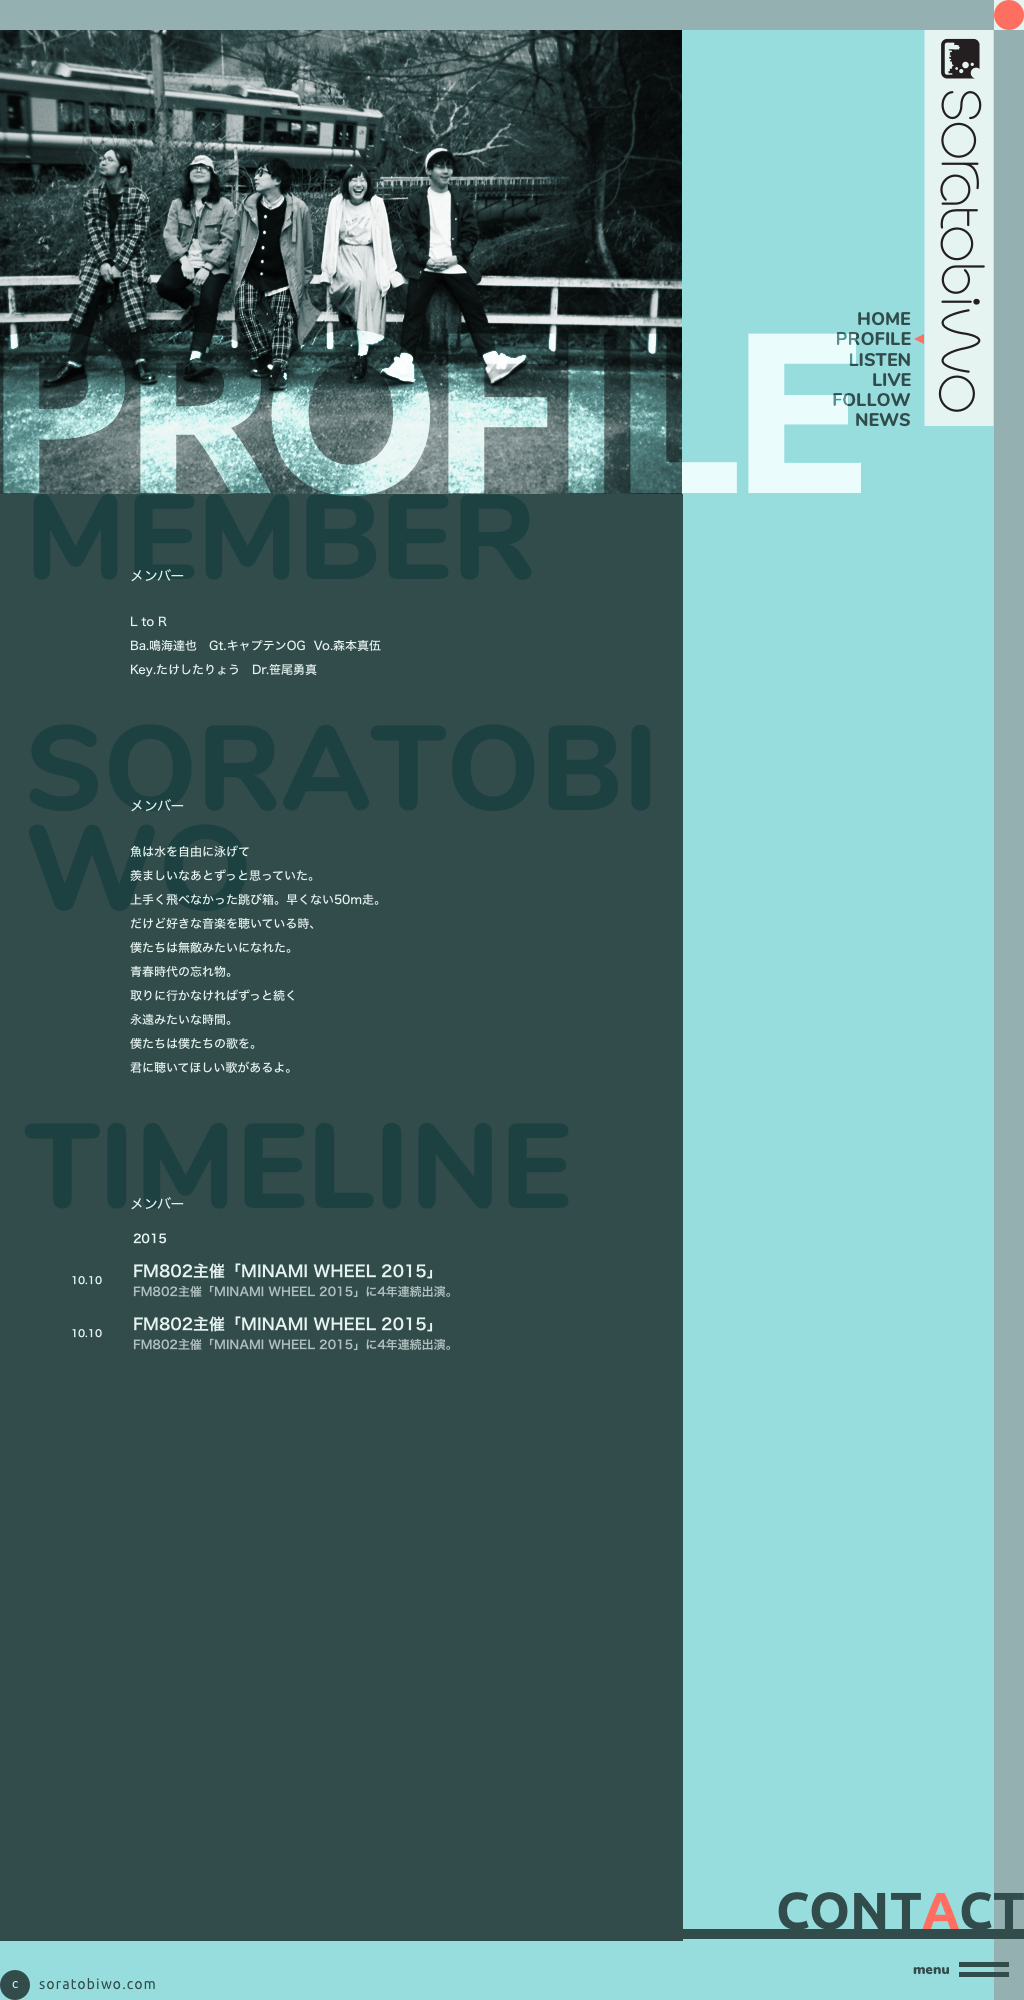 soratobiwo
HOME
PROFILE
LISTEN
LIVE
FOLLOW
NEWS
PROFILE
MEMBER
メンバー
L to R
Ba.鳴海達也　Gt.キャプテンOG Vo.森本真伍
Key.たけしたりょう　Dr.笹尾勇真
SORATOBI
WO
メンバー
魚は水を自由に泳げて
羨ましいなあとずっと思っていた。
上手く飛べなかった跳び箱。早くない50m走。
だけど好きな音楽を聴いている時、
僕たちは無敵みたいになれた。
青春時代の忘れ物。
取りに行かなければずっと続く
永遠みたいな時間。
僕たちは僕たちの歌を。
君に聴いてほしい歌があるよ。
TIMELINE
メンバー
2015
10.10
FM802主催「MINAMI WHEEL 2015」
FM802主催「MINAMI WHEEL 2015」に4年連続出演。
10.10
FM802主催「MINAMI WHEEL 2015」
FM802主催「MINAMI WHEEL 2015」に4年連続出演。
CONTACT
menu
c soratobiwo.com